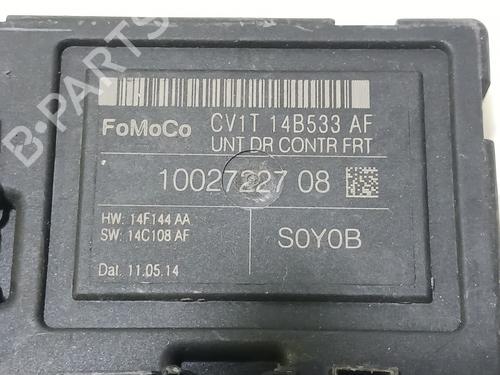 B-PARTS
FoMoCo CV1T 14B533 AF
UNT DR CONTR FRT
10027227 08
HW: 14F144 AA
SW: 14C108 AF
S0Y0B
Dat. 11.05.14